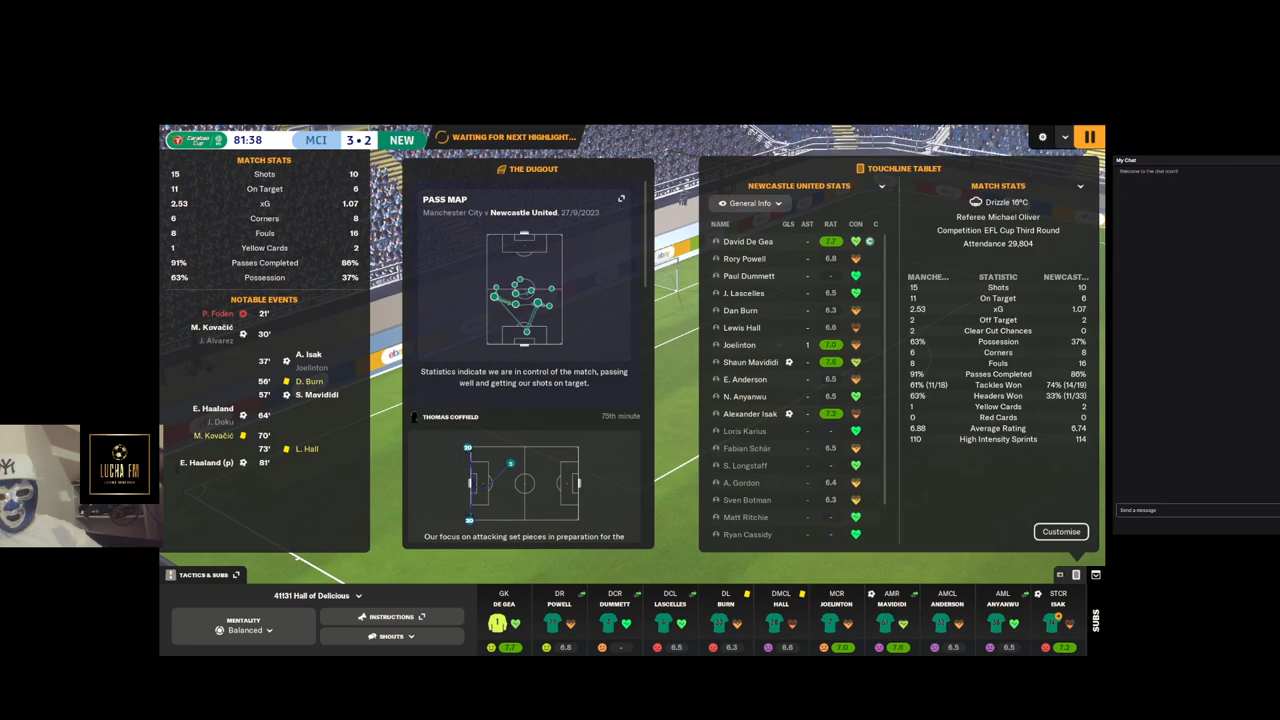 Carabao Cup 81:38 MCI 3 • 2 NEW
WAITING FOR NEXT HIGHLIGHT...
MATCH STATS
15 Shots 10
11 On Target 6
2.53 xG 1.07
6 Corners 8
8 Fouls 16
1 Yellow Cards 2
91% Passes Completed 86%
63% Possession 37%
NOTABLE EVENTS
P. Foden 21'
M. Kovačić 30'
J. Alvarez
37' A. Isak
Joelinton
56' D. Burn
57' S. Mavididi
E. Haaland 64'
J. Doku
M. Kovačić 70'
73' L. Hall
E. Haaland (p) 81'
THE DUGOUT
PASS MAP
Manchester City v Newcastle United, 27/9/2023
Statistics indicate we are in control of the match, passing
well and getting our shots on target.
THOMAS COFFIELD 75th minute
20
5
20
Our focus on attacking set pieces in preparation for the
TOUCHLINE TABLET
NEWCASTLE UNITED STATS
General Info
NAME GLS AST RAT CON C
David De Gea - 7.7 C
Rory Powell - 6.8
Paul Dummett - -
J. Lascelles - 6.5
Dan Burn - 6.3
Lewis Hall - 6.6
Joelinton 1 7.0
Shaun Mavididi - 7.6
E. Anderson - 6.5
N. Anyanwu - 6.5
Alexander Isak - 7.2
Loris Karius - -
Fabian Schär - 6.5
S. Longstaff - -
A. Gordon - 6.4
Sven Botman - 6.3
Matt Ritchie - -
Ryan Cassidy - -
MATCH STATS
Drizzle 16°C
Referee Michael Oliver
Competition EFL Cup Third Round
Attendance 29,804
MANCHE... STATISTIC NEWCAST...
15 Shots 10
11 On Target 6
2.53 xG 1.07
2 Off Target 2
2 Clear Cut Chances 0
63% Possession 37%
6 Corners 8
8 Fouls 16
91% Passes Completed 86%
61% (11/18) Tackles Won 74% (14/19)
63% Headers Won 33% (11/33)
1 Yellow Cards 2
0 Red Cards 0
6.88 Average Rating 6.74
110 High Intensity Sprints 114
Customise
My Chat
Welcome to the chat room!
Send a message
LUCHA FM
TACTICS & SUBS
41131 Hall of Delicious
MENTALITY
Balanced
INSTRUCTIONS
SHOUTS
GK DR DCR DCL DL DMCL MCR AMR AMCL AML STCR
DE GEA POWELL DUMMETT LASCELLES BURN HALL JOELINTON MAVIDIDI ANDERSON ANYANWU ISAK
7.7 6.8 - 6.5 6.3 6.6 7.0 7.6 6.5 6.5 7.2
SUBS